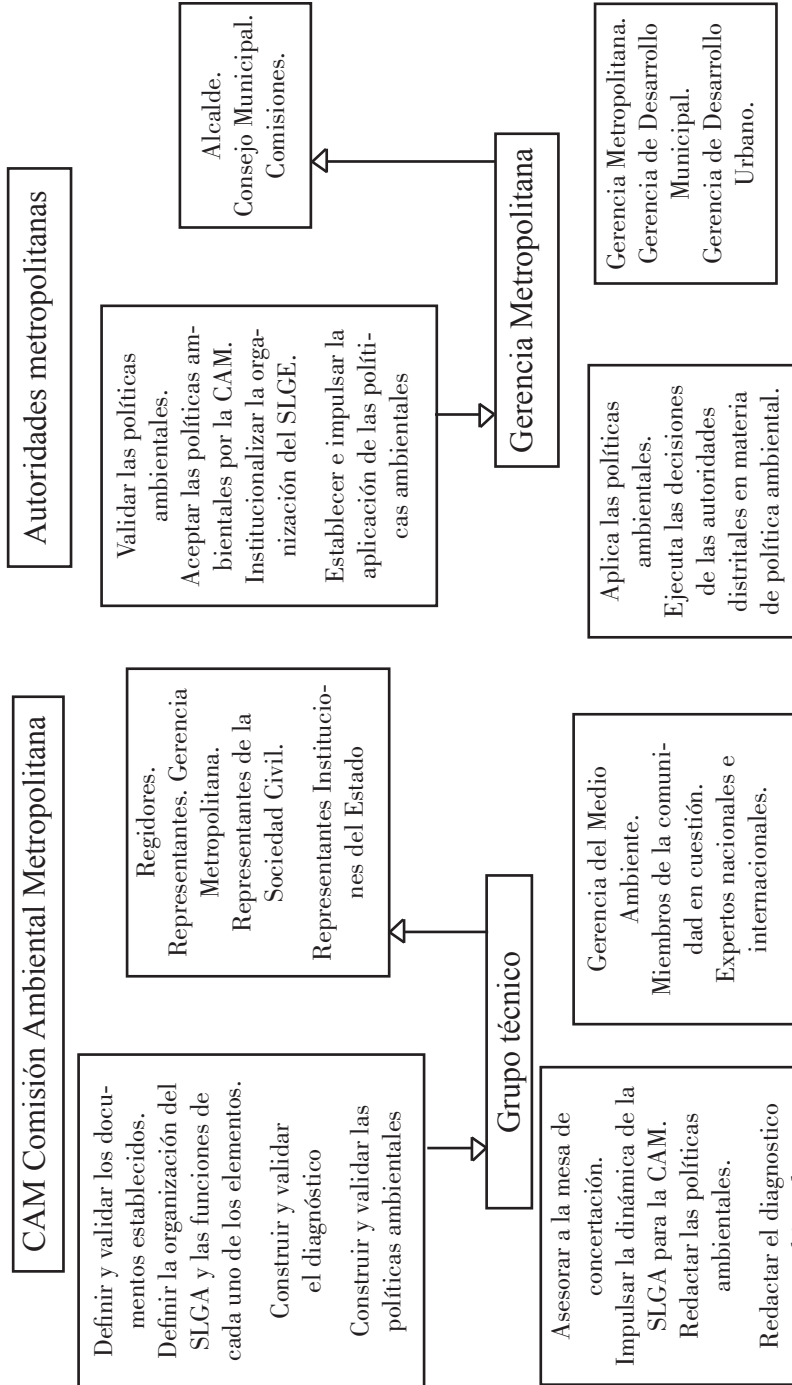 CAM Comisión Ambiental Metropolitana
Definir y validar los docu-
mentos establecidos.
Definir la organización del
SLGA y las funciones de
cada uno de los elementos.
Construir y validar
el diagnóstico
Construir y validar las
políticas ambientales
Regidores.
Representantes. Gerencia
Metropolitana.
Representantes de la
Sociedad Civil.
Representantes Institucio-
nes del Estado
Grupo técnico
Asesorar a la mesa de
concertación.
Impulsar la dinámica de la
SLGA para la CAM.
Redactar las políticas
ambientales.
Redactar el diagnostico
Gerencia del Medio
Ambiente.
Miembros de la comuni-
dad en cuestión.
Expertos nacionales e
internacionales.
Autoridades metropolitanas
Validar las políticas
ambientales.
Aceptar las políticas am-
bientales por la CAM.
Institucionalizar la orga-
nización del SLGE.
Establecer e impulsar la
aplicación de las políti-
cas ambientales
Alcalde.
Consejo Municipal.
Comisiones.
Gerencia Metropolitana
Aplica las políticas
ambientales.
Ejecuta las decisiones
de las autoridades
distritales en materia
de política ambiental.
Gerencia Metropolitana.
Gerencia de Desarrollo
Municipal.
Gerencia de Desarrollo
Urbano.